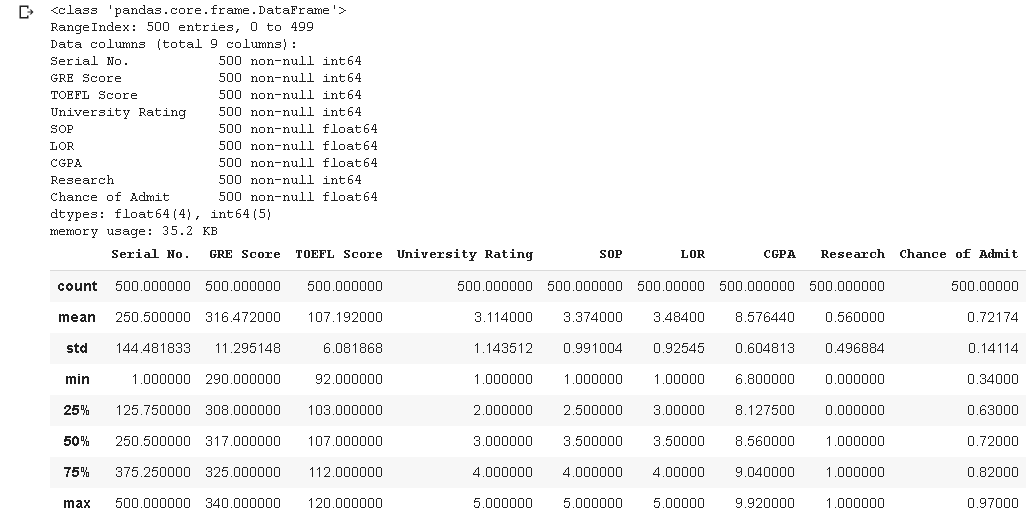 <class 'pandas.core.frame.DataFrame'>
RangeIndex: 500 entries, 0 to 499
Data columns (total 9 columns):
Serial No.           500 non-null int64
GRE Score            500 non-null int64
TOEFL Score          500 non-null int64
University Rating    500 non-null int64
SOP                  500 non-null float64
LOR                  500 non-null float64
CGPA                 500 non-null float64
Research             500 non-null int64
Chance of Admit      500 non-null float64
dtypes: float64(4), int64(5)
memory usage: 35.2 KB
Serial No. GRE Score TOEFL Score University Rating SOP LOR CGPA Research Chance of Admit
count 500.000000 500.000000 500.000000 500.000000 500.000000 500.00000 500.000000 500.000000 500.00000
mean 250.500000 316.472000 107.192000 3.114000 3.374000 3.48400 8.576440 0.560000 0.72174
std 144.481833 11.295148 6.081868 1.143512 0.991004 0.92545 0.604813 0.496884 0.14114
min 1.000000 290.000000 92.000000 1.000000 1.000000 1.00000 6.800000 0.000000 0.34000
25% 125.750000 308.000000 103.000000 2.000000 2.500000 3.00000 8.127500 0.000000 0.63000
50% 250.500000 317.000000 107.000000 3.000000 3.500000 3.50000 8.560000 1.000000 0.72000
75% 375.250000 325.000000 112.000000 4.000000 4.000000 4.00000 9.040000 1.000000 0.82000
max 500.000000 340.000000 120.000000 5.000000 5.000000 5.00000 9.920000 1.000000 0.97000